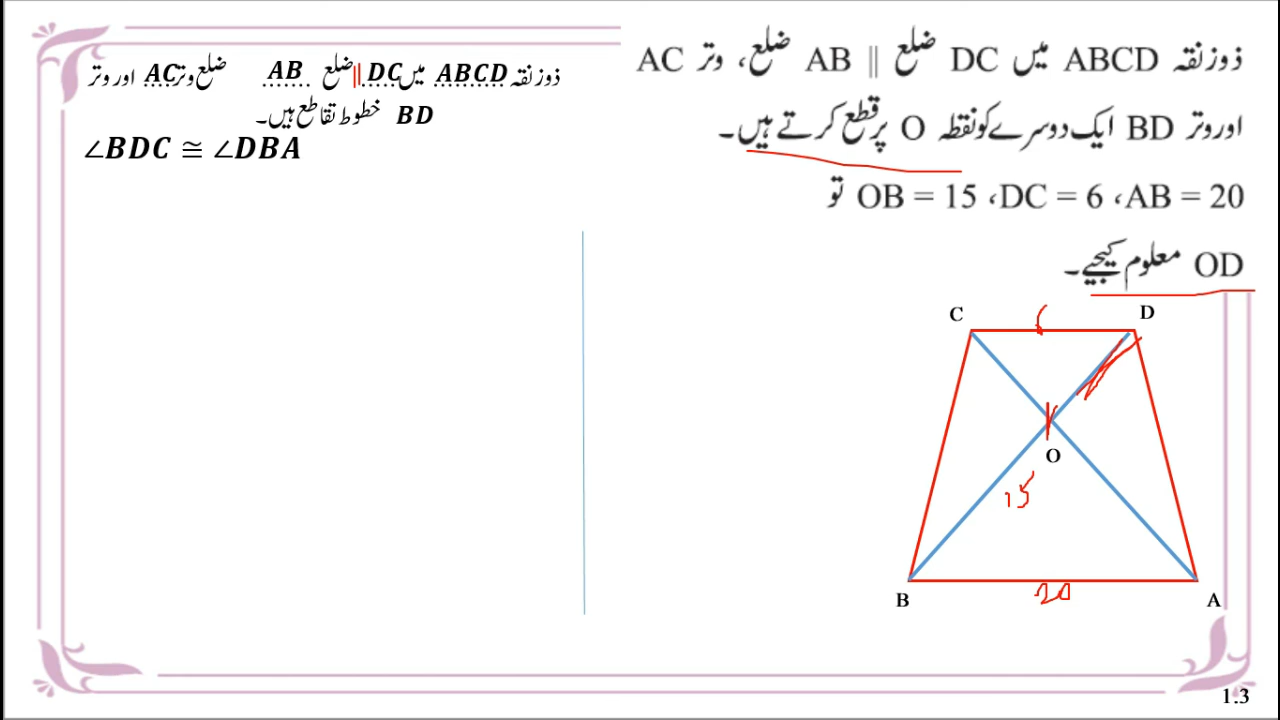 ذوزنقہ ABCD میں DC ضلع || AB ضلع، وتر AC
اور وتر BD ایک دوسرے کو نقطہ O پر قطع کرتے ہیں۔
AB = 20 ،DC = 6 ،OB = 15 تو
OD معلوم کیجیے۔
ذوزنقہ ABCD میں DC||ضلع AB ضلع وتر AC اور وتر
BD خطوط تقاطع ہیں۔
∠BDC ≅ ∠DBA
C
D
6
O
15
B
20
A
1.3